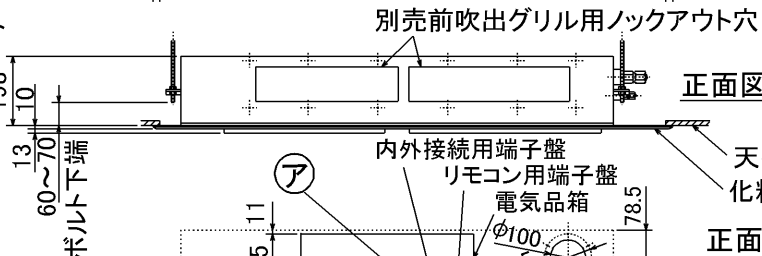 別売前吹出グリル用ノックアウト穴
正面図
10
13
60～70
ボルト下端
天
化粧
内外接続用端子盤
リモコン用端子盤
電気品箱
ア
11
φ100
78.5
正面